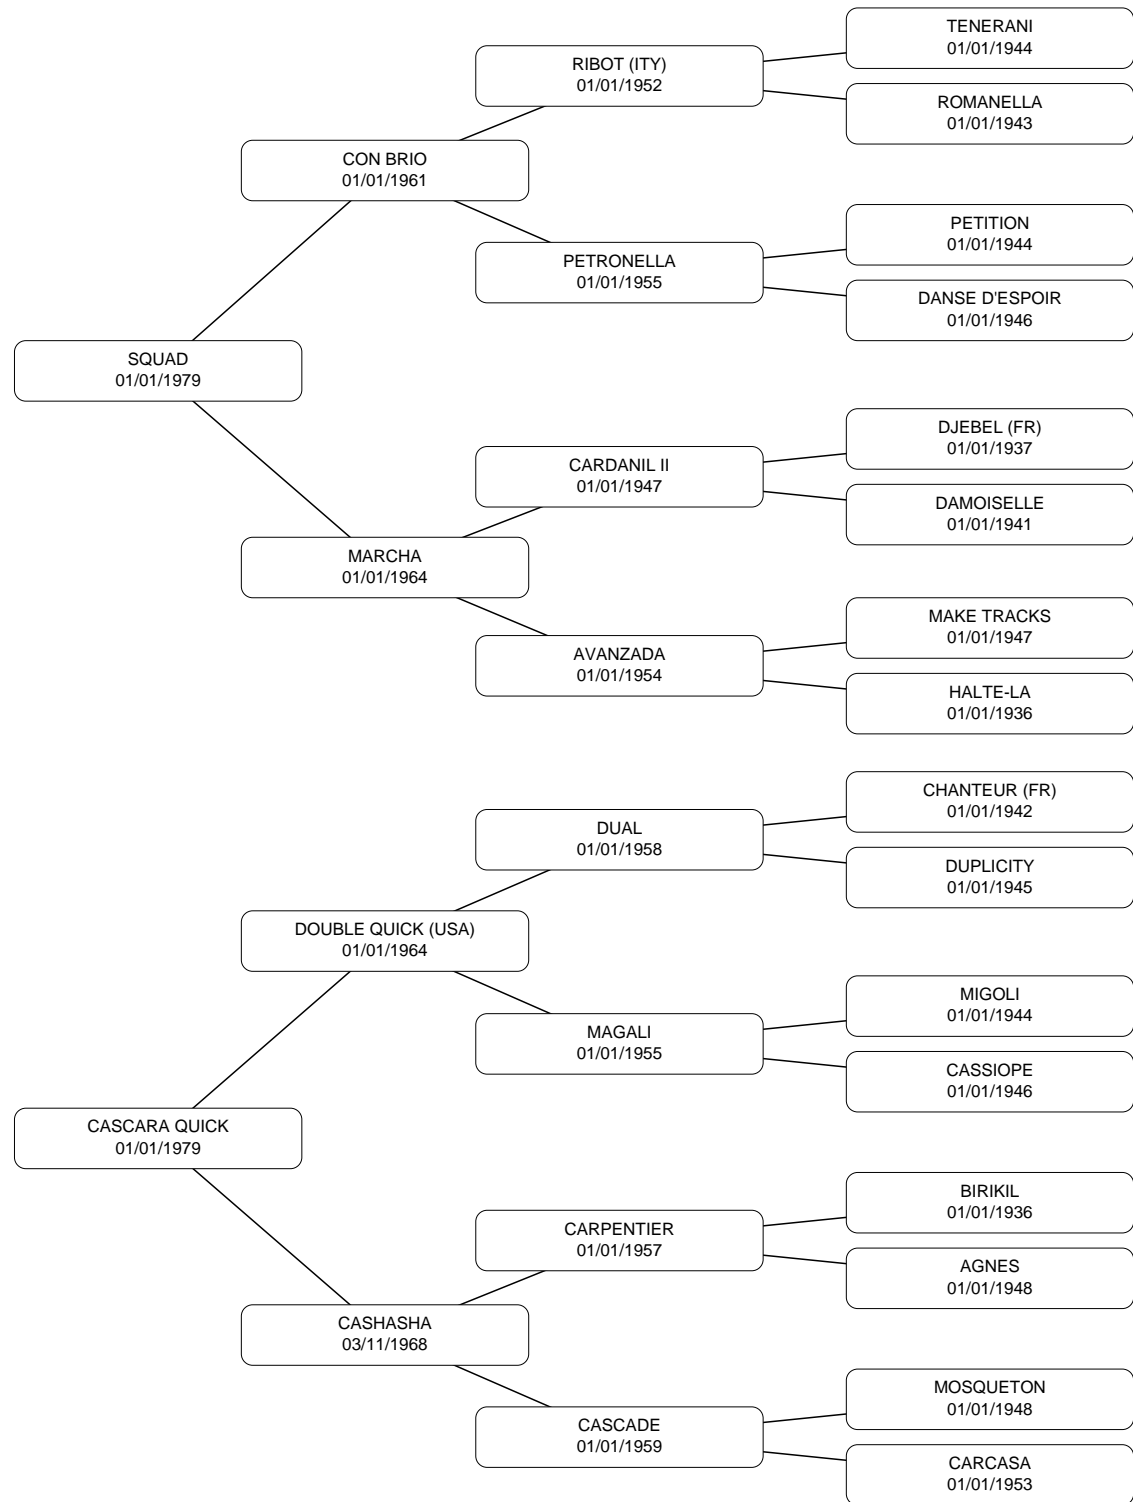 TENERANI
01/01/1944
RIBOT (ITY)
01/01/1952
ROMANELLA
01/01/1943
CON BRIO
01/01/1961
PETITION
01/01/1944
PETRONELLA
01/01/1955
DANSE D'ESPOIR
01/01/1946
SQUAD
01/01/1979
DJEBEL (FR)
01/01/1937
CARDANIL II
01/01/1947
DAMOISELLE
01/01/1941
MARCHA
01/01/1964
MAKE TRACKS
01/01/1947
AVANZADA
01/01/1954
HALTE-LA
01/01/1936
CHANTEUR (FR)
01/01/1942
DUAL
01/01/1958
DUPLICITY
01/01/1945
DOUBLE QUICK (USA)
01/01/1964
MIGOLI
01/01/1944
MAGALI
01/01/1955
CASSIOPE
01/01/1946
CASCARA QUICK
01/01/1979
BIRIKIL
01/01/1936
CARPENTIER
01/01/1957
AGNES
01/01/1948
CASHASHA
03/11/1968
MOSQUETON
01/01/1948
CASCADE
01/01/1959
CARCASA
01/01/1953